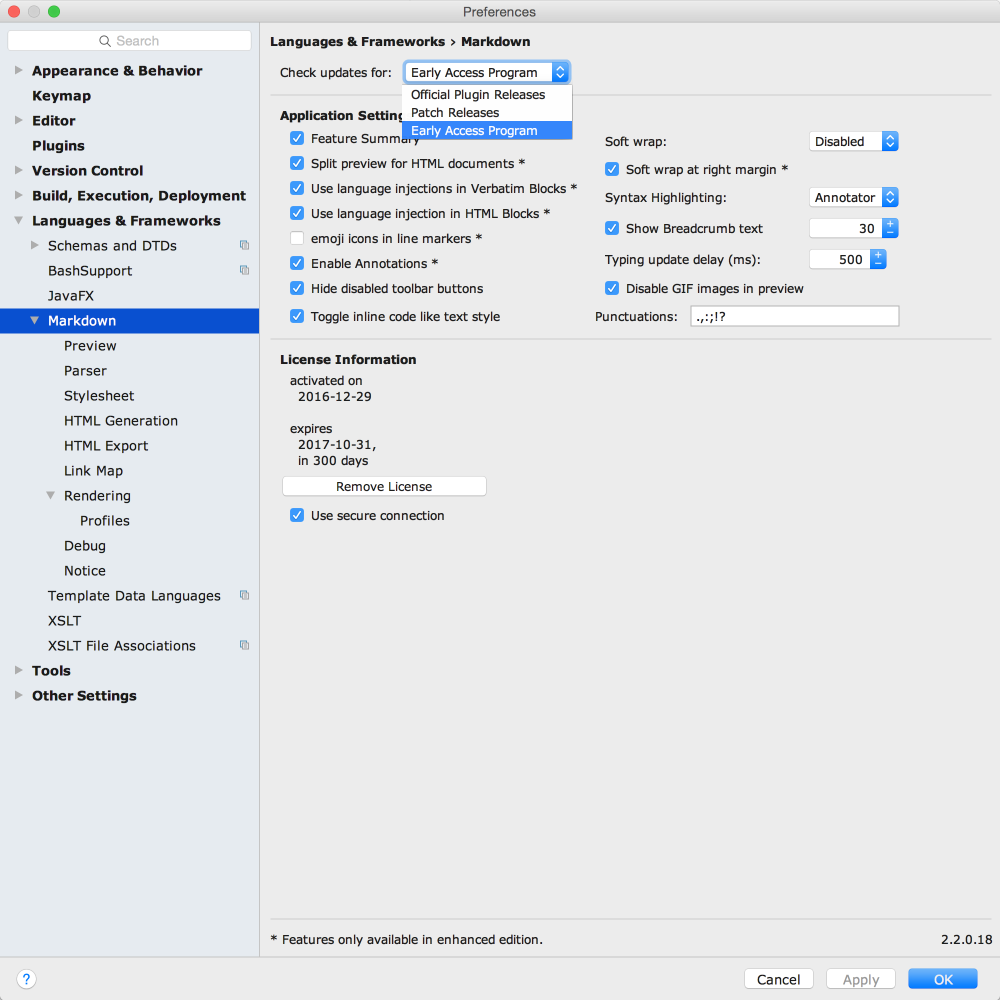 Preferences
Search
Appearance & Behavior
Keymap
Editor
Plugins
Version Control
Build, Execution, Deployment
Languages & Frameworks
Schemas and DTDs
BashSupport
JavaFX
Markdown
Preview
Parser
Stylesheet
HTML Generation
HTML Export
Link Map
Rendering
Profiles
Debug
Notice
Template Data Languages
XSLT
XSLT File Associations
Tools
Other Settings
Languages & Frameworks › Markdown
Check updates for: Early Access Program
Official Plugin Releases
Patch Releases
Early Access Program
Application Setting
Feature Summary
Split preview for HTML documents *
Use language injections in Verbatim Blocks *
Use language injection in HTML Blocks *
emoji icons in line markers *
Enable Annotations *
Hide disabled toolbar buttons
Toggle inline code like text style
Soft wrap: Disabled
Soft wrap at right margin *
Syntax Highlighting: Annotator
Show Breadcrumb text 30
Typing update delay (ms): 500
Disable GIF images in preview
Punctuations: .,:;!?
License Information
activated on
2016-12-29
expires
2017-10-31,
in 300 days
Remove License
Use secure connection
* Features only available in enhanced edition. 2.2.0.18
? Cancel Apply OK